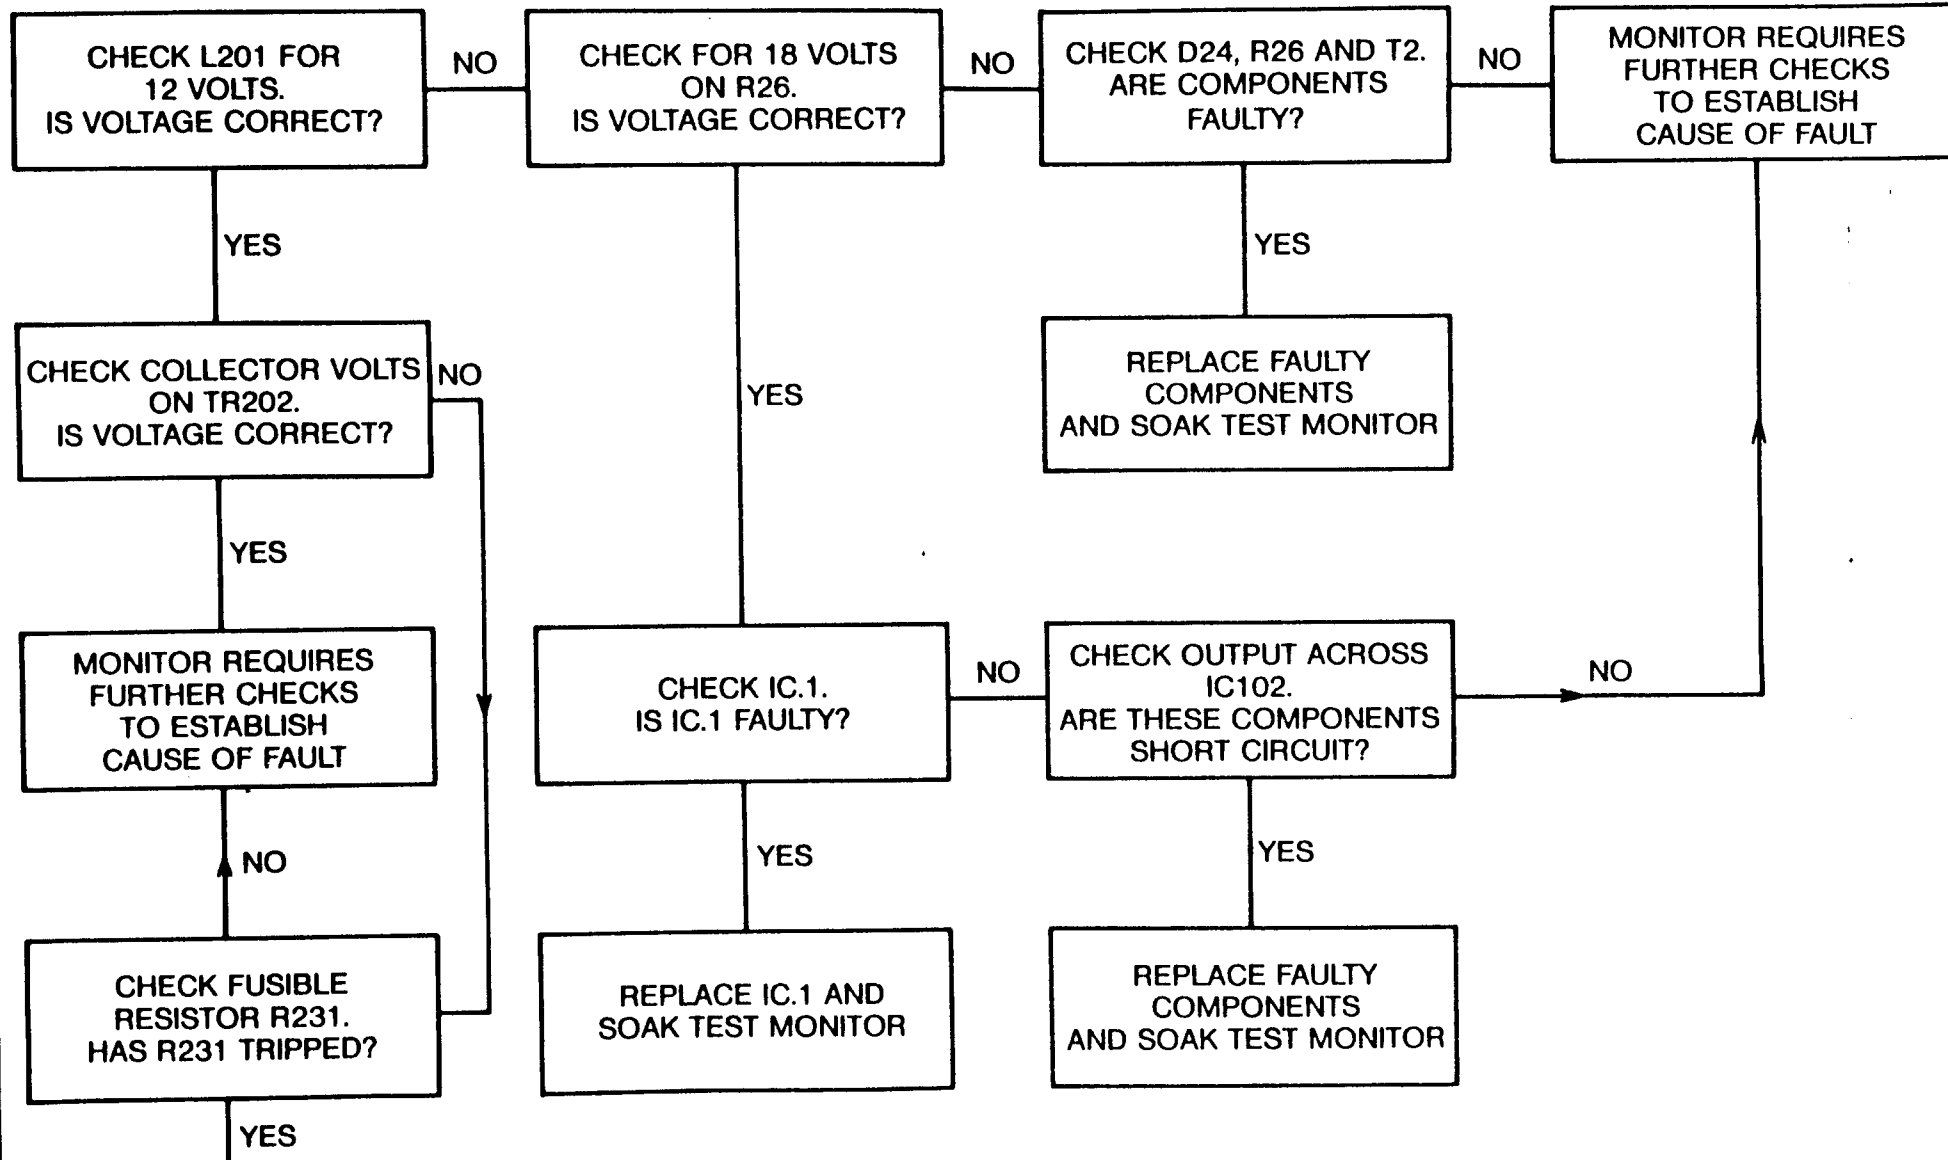 CHECK L201 FOR
12 VOLTS.
IS VOLTAGE CORRECT?
NO
CHECK FOR 18 VOLTS
ON R26.
IS VOLTAGE CORRECT?
NO
CHECK D24, R26 AND T2.
ARE COMPONENTS
FAULTY?
NO
MONITOR REQUIRES
FURTHER CHECKS
TO ESTABLISH
CAUSE OF FAULT
YES
YES
CHECK COLLECTOR VOLTS
ON TR202.
IS VOLTAGE CORRECT?
NO
YES
REPLACE FAULTY
COMPONENTS
AND SOAK TEST MONITOR
YES
MONITOR REQUIRES
FURTHER CHECKS
TO ESTABLISH
CAUSE OF FAULT
CHECK IC.1.
IS IC.1 FAULTY?
NO
CHECK OUTPUT ACROSS
IC102.
ARE THESE COMPONENTS
SHORT CIRCUIT?
NO
NO
YES
YES
CHECK FUSIBLE
RESISTOR R231.
HAS R231 TRIPPED?
REPLACE IC.1 AND
SOAK TEST MONITOR
REPLACE FAULTY
COMPONENTS
AND SOAK TEST MONITOR
YES